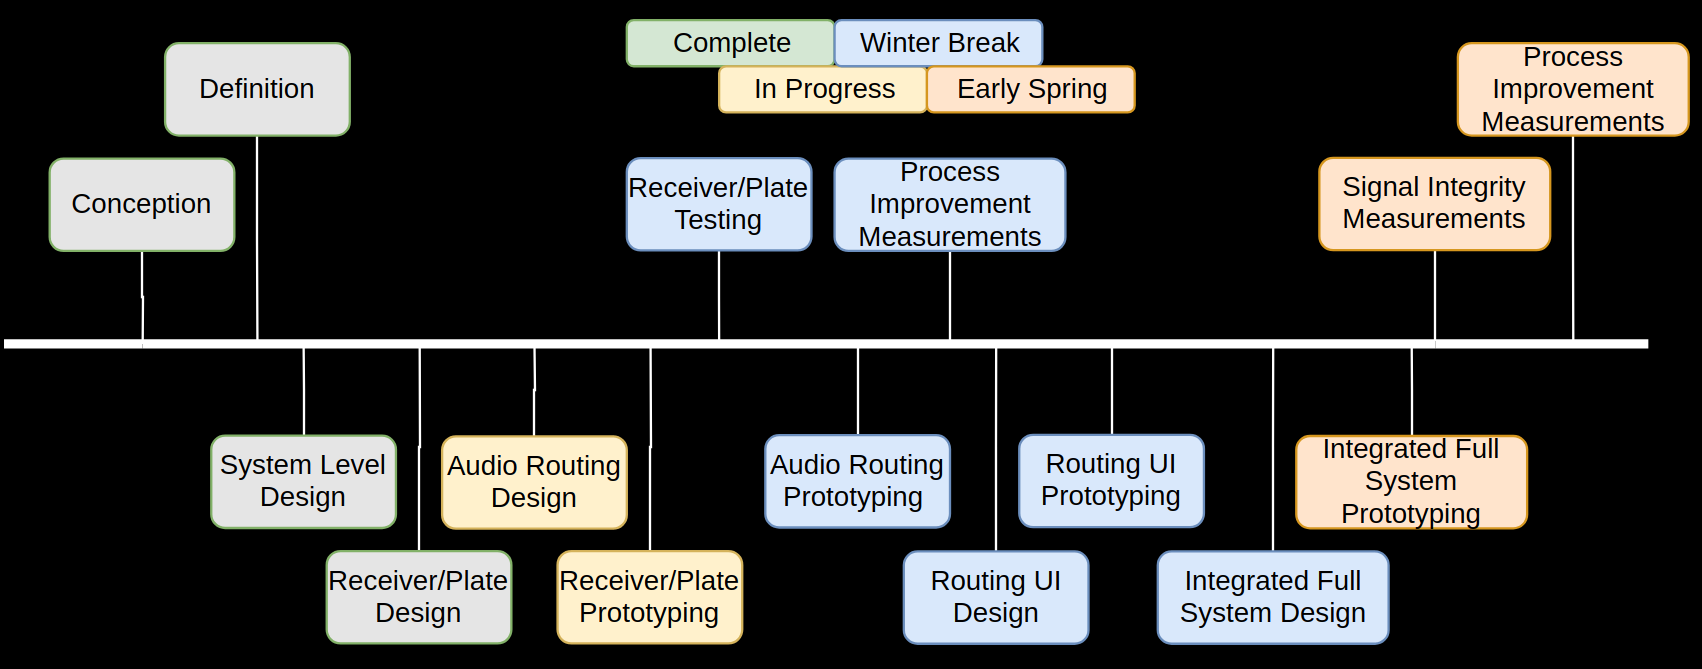 Complete
Winter Break
In Progress
Early Spring
Definition
Process
Improvement
Measurements
Conception
Receiver/Plate
Testing
Process
Improvement
Measurements
Signal Integrity
Measurements
System Level
Design
Audio Routing
Design
Audio Routing
Prototyping
Routing UI
Prototyping
Integrated Full
System
Prototyping
Receiver/Plate
Design
Receiver/Plate
Prototyping
Routing UI
Design
Integrated Full
System Design